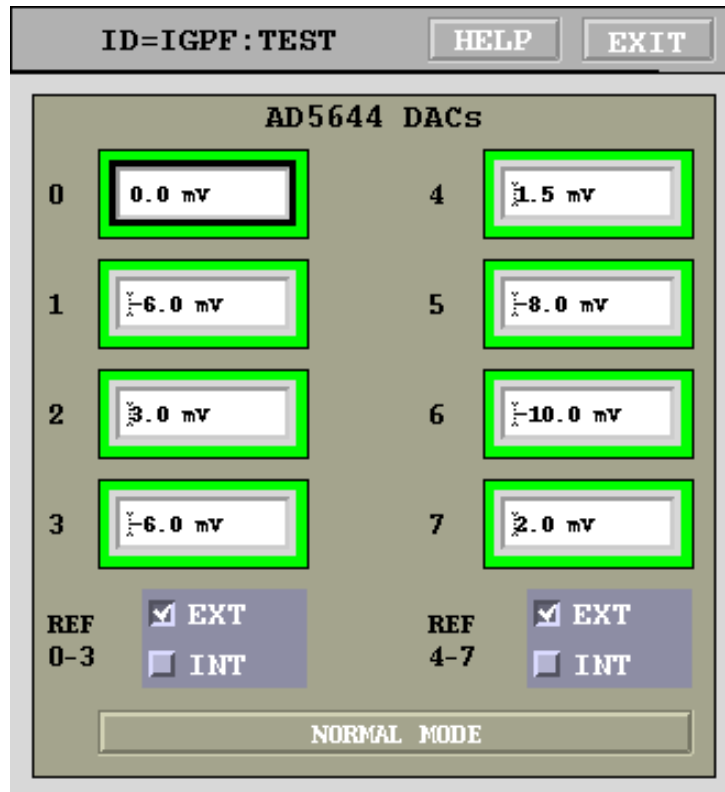 ID=IGPF:TEST HELP EXIT
AD5644 DACs
0 0.0 mV 4 1.5 mV
1 -6.0 mV 5 -8.0 mV
2 3.0 mV 6 -10.0 mV
3 -6.0 mV 7 2.0 mV
REF 0-3 EXT INT REF 4-7 EXT INT
NORMAL MODE